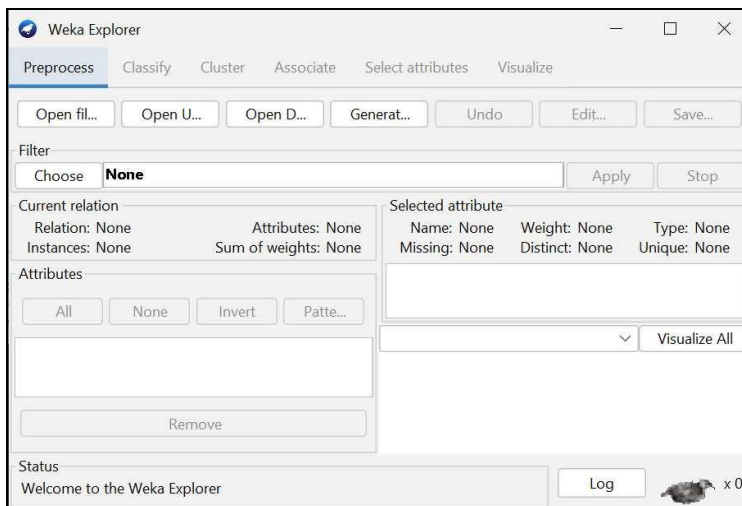 Weka Explorer
Preprocess Classify Cluster Associate Select attributes Visualize
Open fil... Open U... Open D... Generat... Undo Edit... Save...
Filter
Choose None Apply Stop
Current relation
Relation: None Attributes: None
Instances: None Sum of weights: None
Selected attribute
Name: None Weight: None Type: None
Missing: None Distinct: None Unique: None
Attributes
All None Invert Patte...
Remove
Visualize All
Status
Welcome to the Weka Explorer
Log x 0